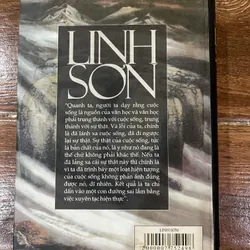 LINH
SƠN
"Quanh ta, người ta dạy rằng cuộc
sống là nguồn của văn học và văn học
phải trung thành với cuộc sống, trung
thành với sự thật. Và lỗi của ta, chính
là đã lánh xa cuộc sống, đã đi ngược
lại sự thật. Sự thật của cuộc sống, tức
là bản chất của nó, là ý như nó đang là
thế chứ không phải khác thế. Nếu ta
đã lảng xa cái sự thật này thì chính là
vì ta đã trình bày một loạt hiện tượng
của cuộc sống không phản ánh đúng
được nó, dĩ nhiên. Kết quả là ta chỉ
dấn vào một con đường sai lầm bằng
việc xuyên tạc hiện thực".
LINH SƠN